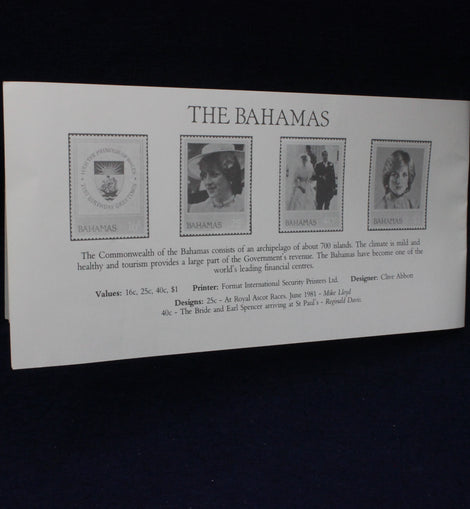 THE BAHAMAS
BAHAMAS
BAHAMAS
BAHAMAS
BAHAMAS
The Commonwealth of the Bahamas consists of an archipelago of about 700 islands. The climate is mild and
healthy and tourism provides a large part of the Government's revenue. The Bahamas have become one of the
world's leading financial centres.
Values: 16c, 25c, 40c, $1 Printer: Format International Security Printers Ltd. Designer: Clive Abbott
Designs: 25c - At Royal Ascot Races, June 1981 - Mike Lloyd
40c - The Bride and Earl Spencer arriving at St Paul's - Reginald Davis.